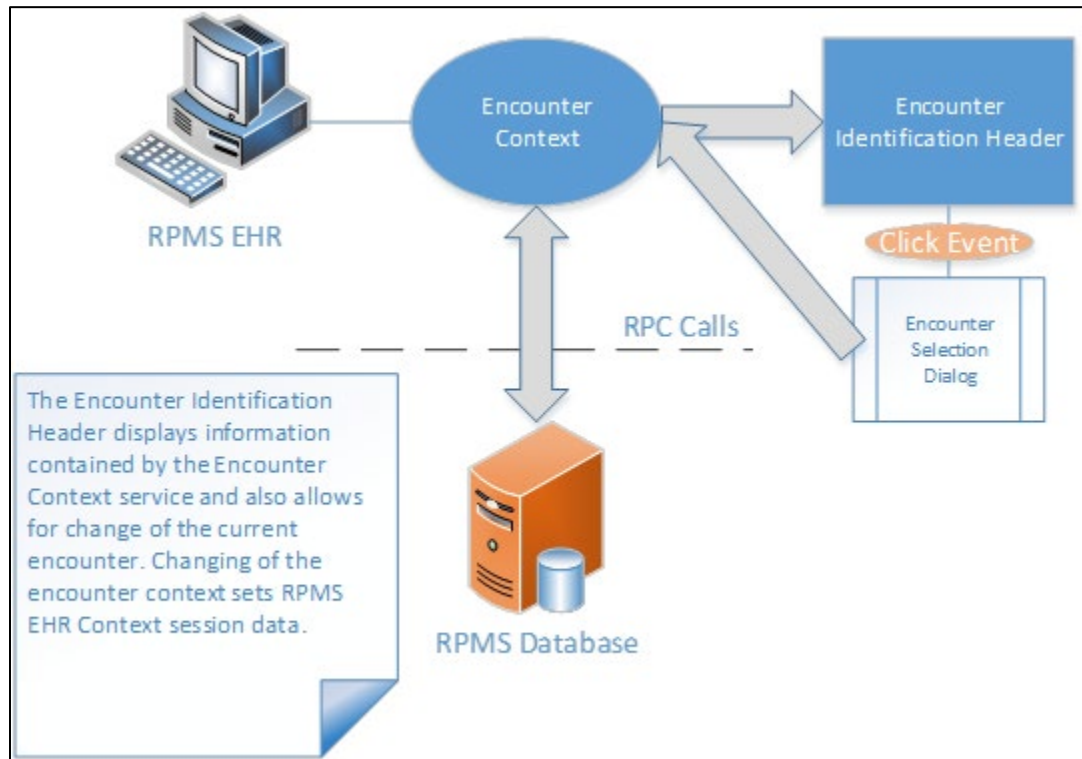 Encounter
Context
Encounter
Identification Header
RPMS EHR
Click Event
Encounter
Selection
Dialog
RPC Calls
The Encounter Identification
Header displays information
contained by the Encounter
Context service and also allows
for change of the current
encounter. Changing of the
encounter context sets RPMS
EHR Context session data.
RPMS Database